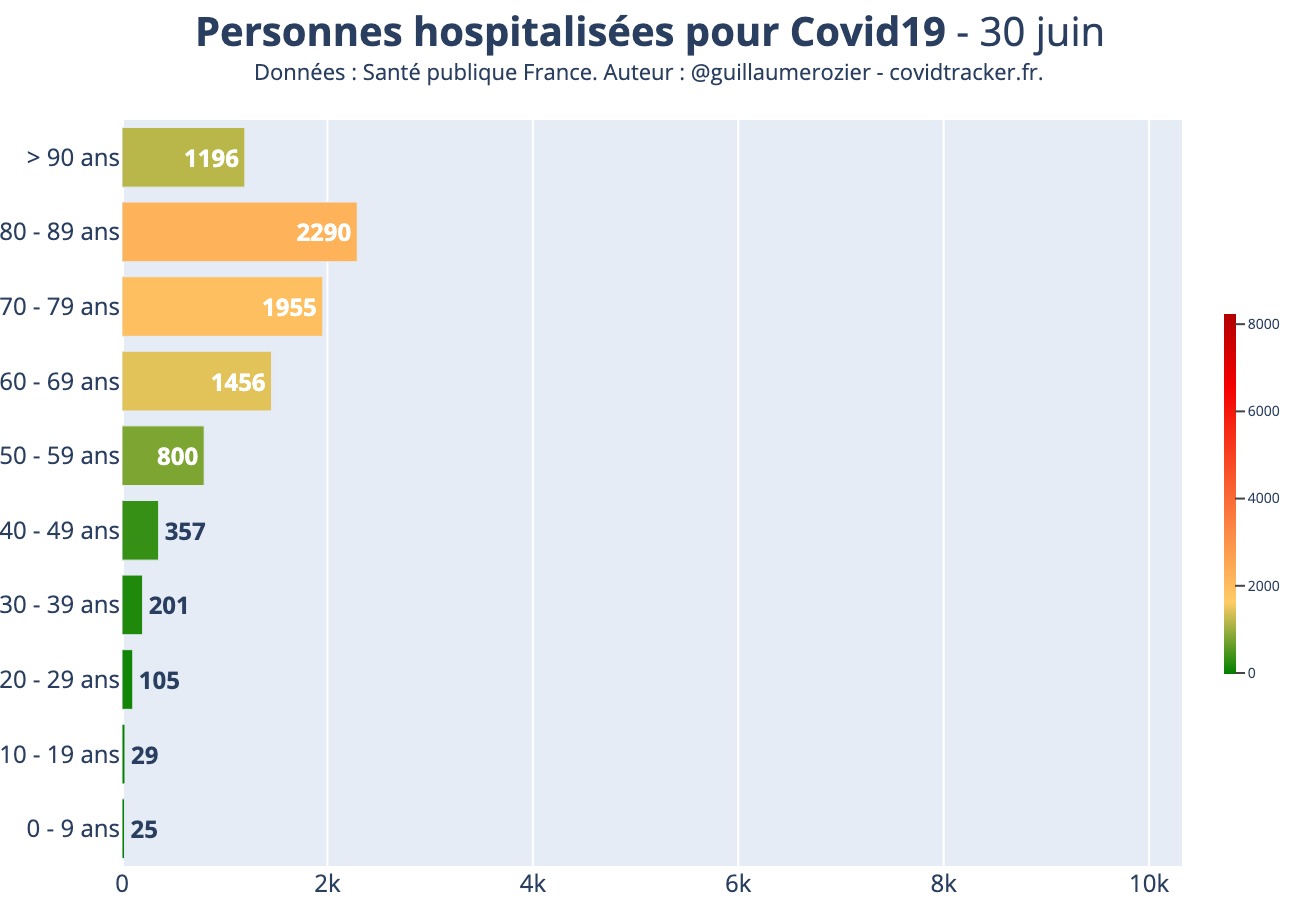 Personnes hospitalisées pour Covid19 - 30 juin
Données : Santé publique France. Auteur : @guillaumerozier - covidtracker.fr.
> 90 ans 1196
80 - 89 ans 2290
70 - 79 ans 1955
60 - 69 ans 1456
50 - 59 ans 800
40 - 49 ans 357
30 - 39 ans 201
20 - 29 ans 105
10 - 19 ans 29
0 - 9 ans 25
0 2k 4k 6k 8k 10k
8000
6000
4000
2000
0